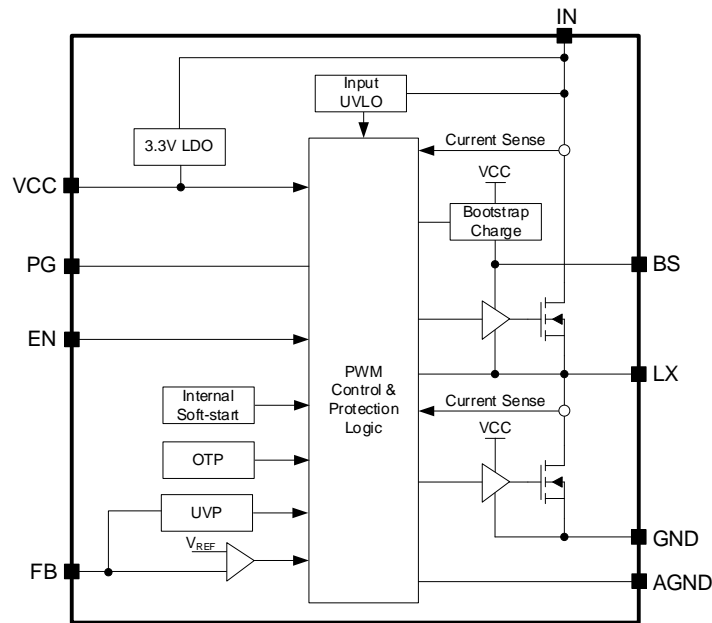 IN
Input
UVLO
3.3V LDO
Current Sense
VCC
VCC
Bootstrap
Charge
PG
BS
EN
PWM
Control &
Protection
Logic
LX
Internal
Soft-start
Current Sense
VCC
OTP
UVP
VREF
GND
FB
AGND